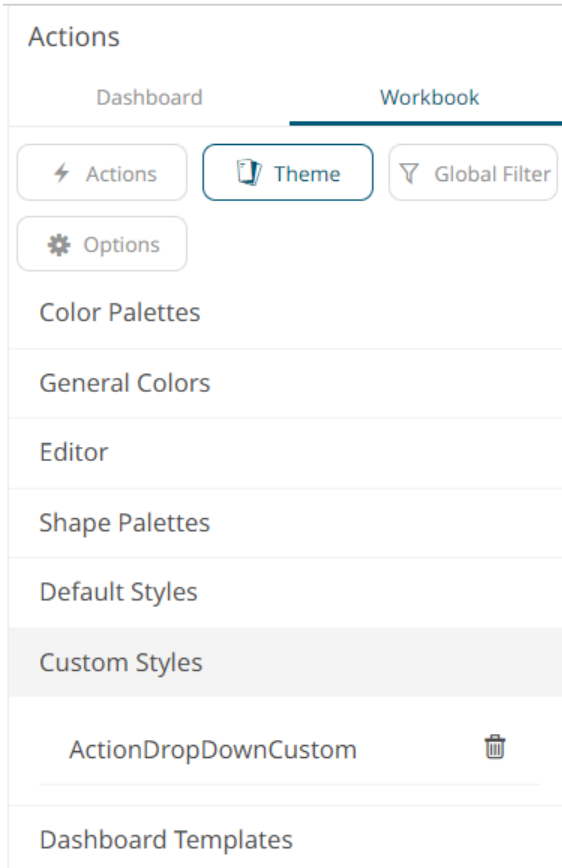 Actions
Dashboard Workbook
Actions Theme Global Filter
Options
Color Palettes
General Colors
Editor
Shape Palettes
Default Styles
Custom Styles
ActionDropDownCustom
Dashboard Templates